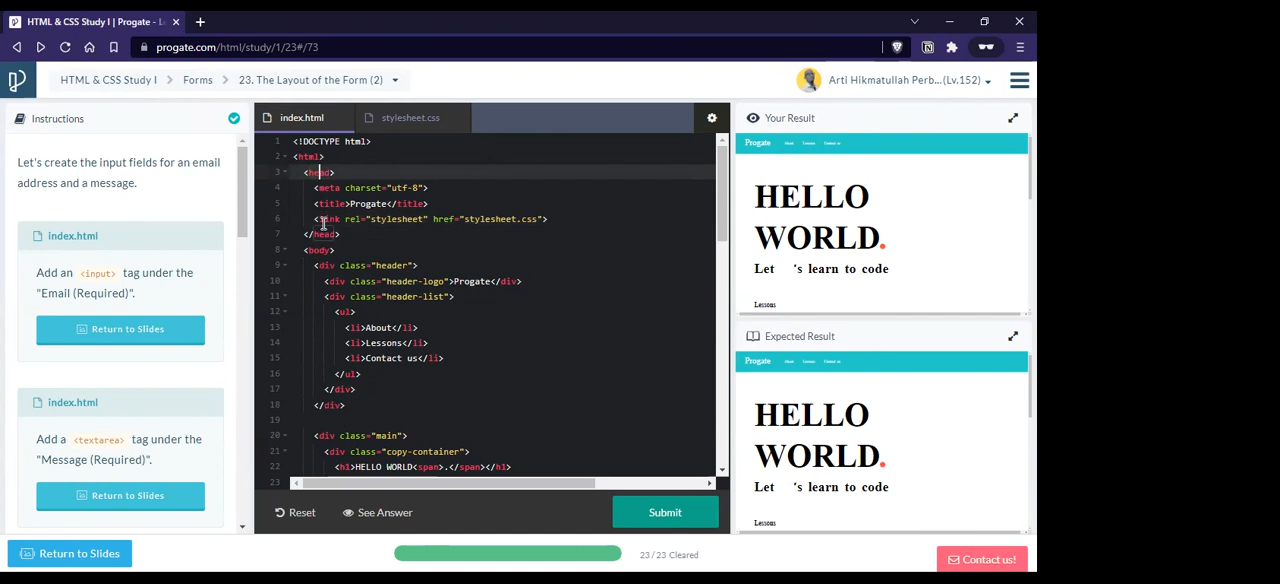 HTML & CSS Study I | Progate - L
progate.com/html/study/1/23#/73
HTML & CSS Study I
Forms
23. The Layout of the Form (2)
Arti Hikmatullah Perb...(Lv.152)
Instructions
Let's create the input fields for an email
address and a message.
index.html
Add an <input> tag under the
"Email (Required)".
Return to Slides
index.html
Add a <textarea> tag under the
"Message (Required)".
Return to Slides
index.html
stylesheet.css
1 <!DOCTYPE html>
2 <html>
3 <head>
4 <meta charset="utf-8">
5 <title>Progate</title>
6 <link rel="stylesheet" href="stylesheet.css">
7 </head>
8 <body>
9 <div class="header">
10 <div class="header-logo">Progate</div>
11 <div class="header-list">
12 <ul>
13 <li>About</li>
14 <li>Lessons</li>
15 <li>Contact us</li>
16 </ul>
17 </div>
18 </div>
19
20 <div class="main">
21 <div class="copy-container">
22 <h1>HELLO WORLD<span>.</span></h1>
23
Reset
See Answer
Submit
Your Result
Progate About Lessons Contact us
HELLO
WORLD.
Let 's learn to code
Lessons
Expected Result
Progate About Lessons Contact us
HELLO
WORLD.
Let 's learn to code
Lessons
Return to Slides
23 / 23 Cleared
Contact us!